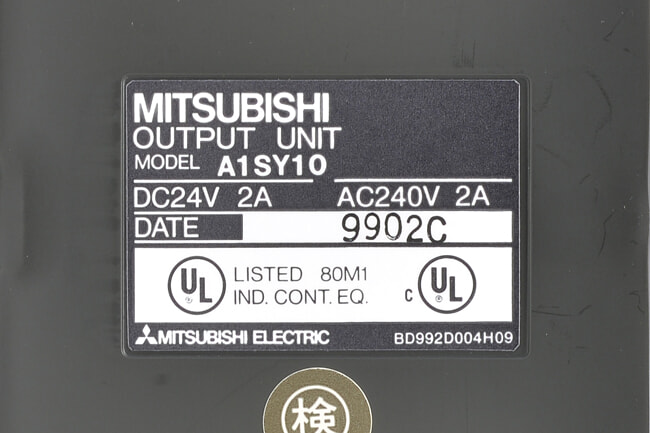 MITSUBISHI
OUTPUT UNIT
MODEL A1SY10
DC24V 2A AC240V 2A
DATE 9902C
UL LISTED 80M1 C UL
IND. CONT. EQ.
MITSUBISHI ELECTRIC BD992D004H09
検